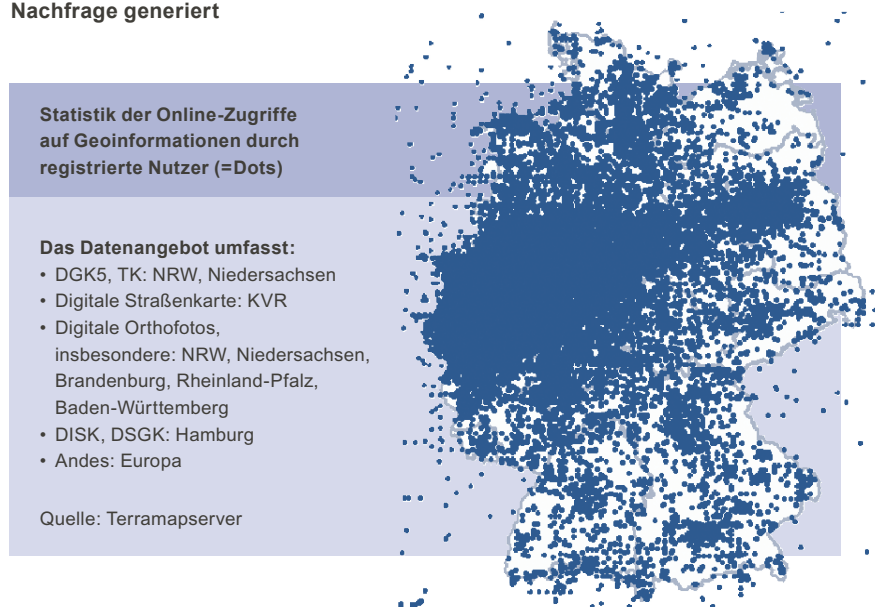 Nachfrage generiert
Statistik der Online-Zugriffe
auf Geoinformationen durch
registrierte Nutzer (=Dots)
Das Datenangebot umfasst:
• DGK5, TK: NRW, Niedersachsen
• Digitale Straßenkarte: KVR
• Digitale Orthofotos,
insbesondere: NRW, Niedersachsen,
Brandenburg, Rheinland-Pfalz,
Baden-Württemberg
• DISK, DSGK: Hamburg
• Andes: Europa
Quelle: Terramapserver